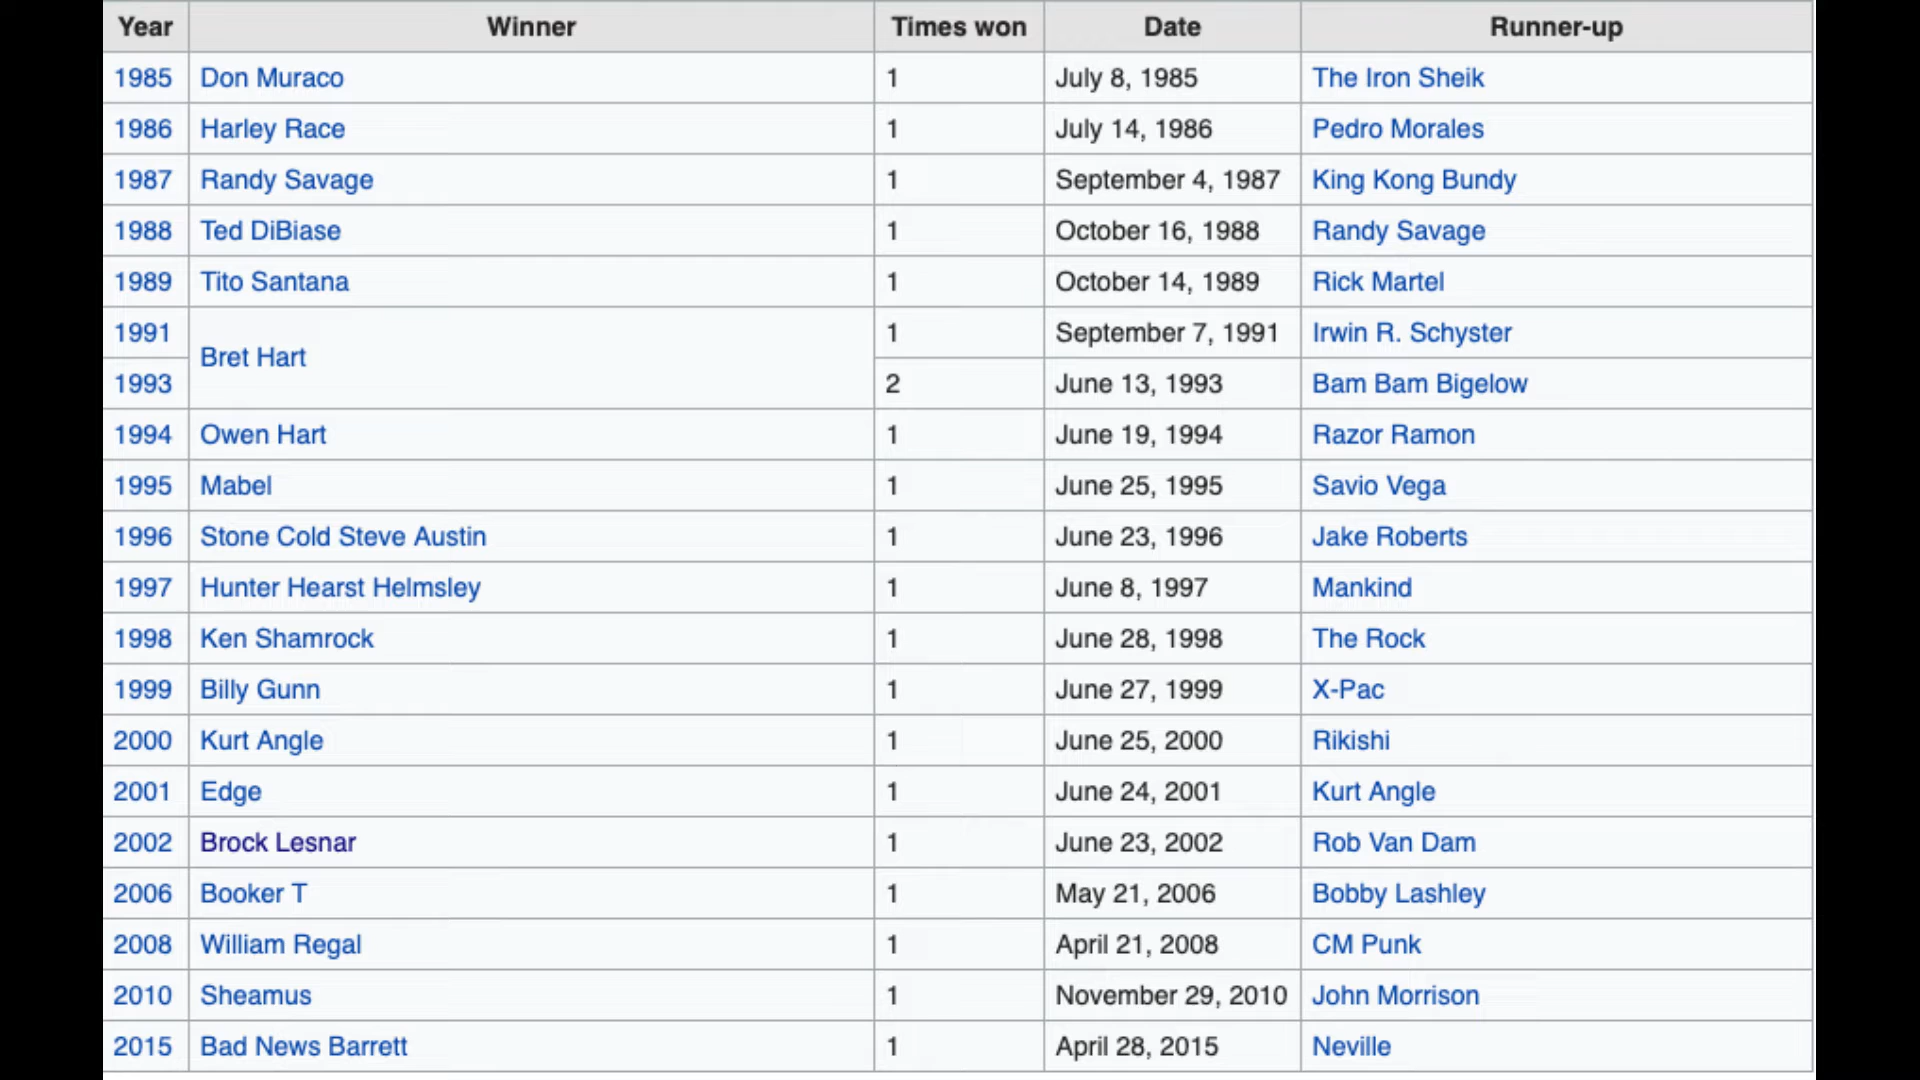 Year Winner Times won Date Runner-up
1985 Don Muraco 1 July 8, 1985 The Iron Sheik
1986 Harley Race 1 July 14, 1986 Pedro Morales
1987 Randy Savage 1 September 4, 1987 King Kong Bundy
1988 Ted DiBiase 1 October 16, 1988 Randy Savage
1989 Tito Santana 1 October 14, 1989 Rick Martel
1991 Bret Hart 1 September 7, 1991 Irwin R. Schyster
1993 2 June 13, 1993 Bam Bam Bigelow
1994 Owen Hart 1 June 19, 1994 Razor Ramon
1995 Mabel 1 June 25, 1995 Savio Vega
1996 Stone Cold Steve Austin 1 June 23, 1996 Jake Roberts
1997 Hunter Hearst Helmsley 1 June 8, 1997 Mankind
1998 Ken Shamrock 1 June 28, 1998 The Rock
1999 Billy Gunn 1 June 27, 1999 X-Pac
2000 Kurt Angle 1 June 25, 2000 Rikishi
2001 Edge 1 June 24, 2001 Kurt Angle
2002 Brock Lesnar 1 June 23, 2002 Rob Van Dam
2006 Booker T 1 May 21, 2006 Bobby Lashley
2008 William Regal 1 April 21, 2008 CM Punk
2010 Sheamus 1 November 29, 2010 John Morrison
2015 Bad News Barrett 1 April 28, 2015 Neville